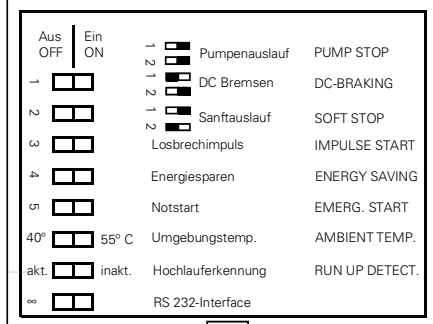 Aus Ein
OFF ON
1 2 Pumpenauslauf PUMP STOP
1 1 2 DC Bremsen DC-BRAKING
2 1 2 Sanftauslauf SOFT STOP
3 Losbrechimpuls IMPULSE START
4 Energiesparen ENERGY SAVING
5 Notstart EMERG. START
40° 55° C Umgebungstemp. AMBIENT TEMP.
akt. inakt. Hochlauferkennung RUN UP DETECT.
8 RS 232-Interface